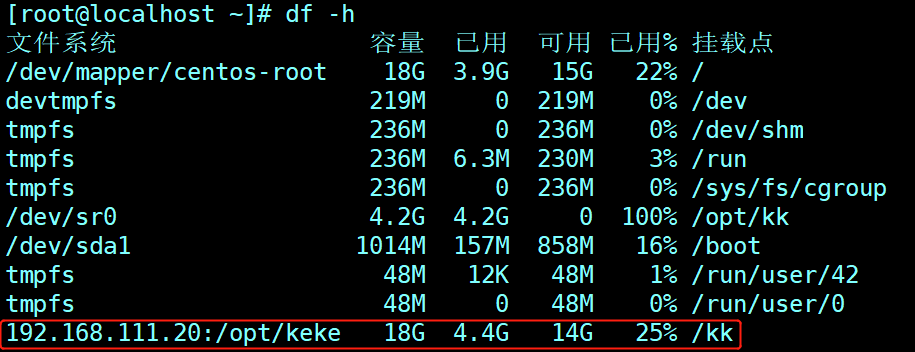 [root@localhost ~]# df -h
文件系统 容量 已用 可用 已用% 挂载点
/dev/mapper/centos-root 18G 3.9G 15G 22% /
devtmpfs 219M 0 219M 0% /dev
tmpfs 236M 0 236M 0% /dev/shm
tmpfs 236M 6.3M 230M 3% /run
tmpfs 236M 0 236M 0% /sys/fs/cgroup
/dev/sr0 4.2G 4.2G 0 100% /opt/kk
/dev/sda1 1014M 157M 858M 16% /boot
tmpfs 48M 12K 48M 1% /run/user/42
tmpfs 48M 0 48M 0% /run/user/0
192.168.111.20:/opt/keke 18G 4.4G 14G 25% /kk